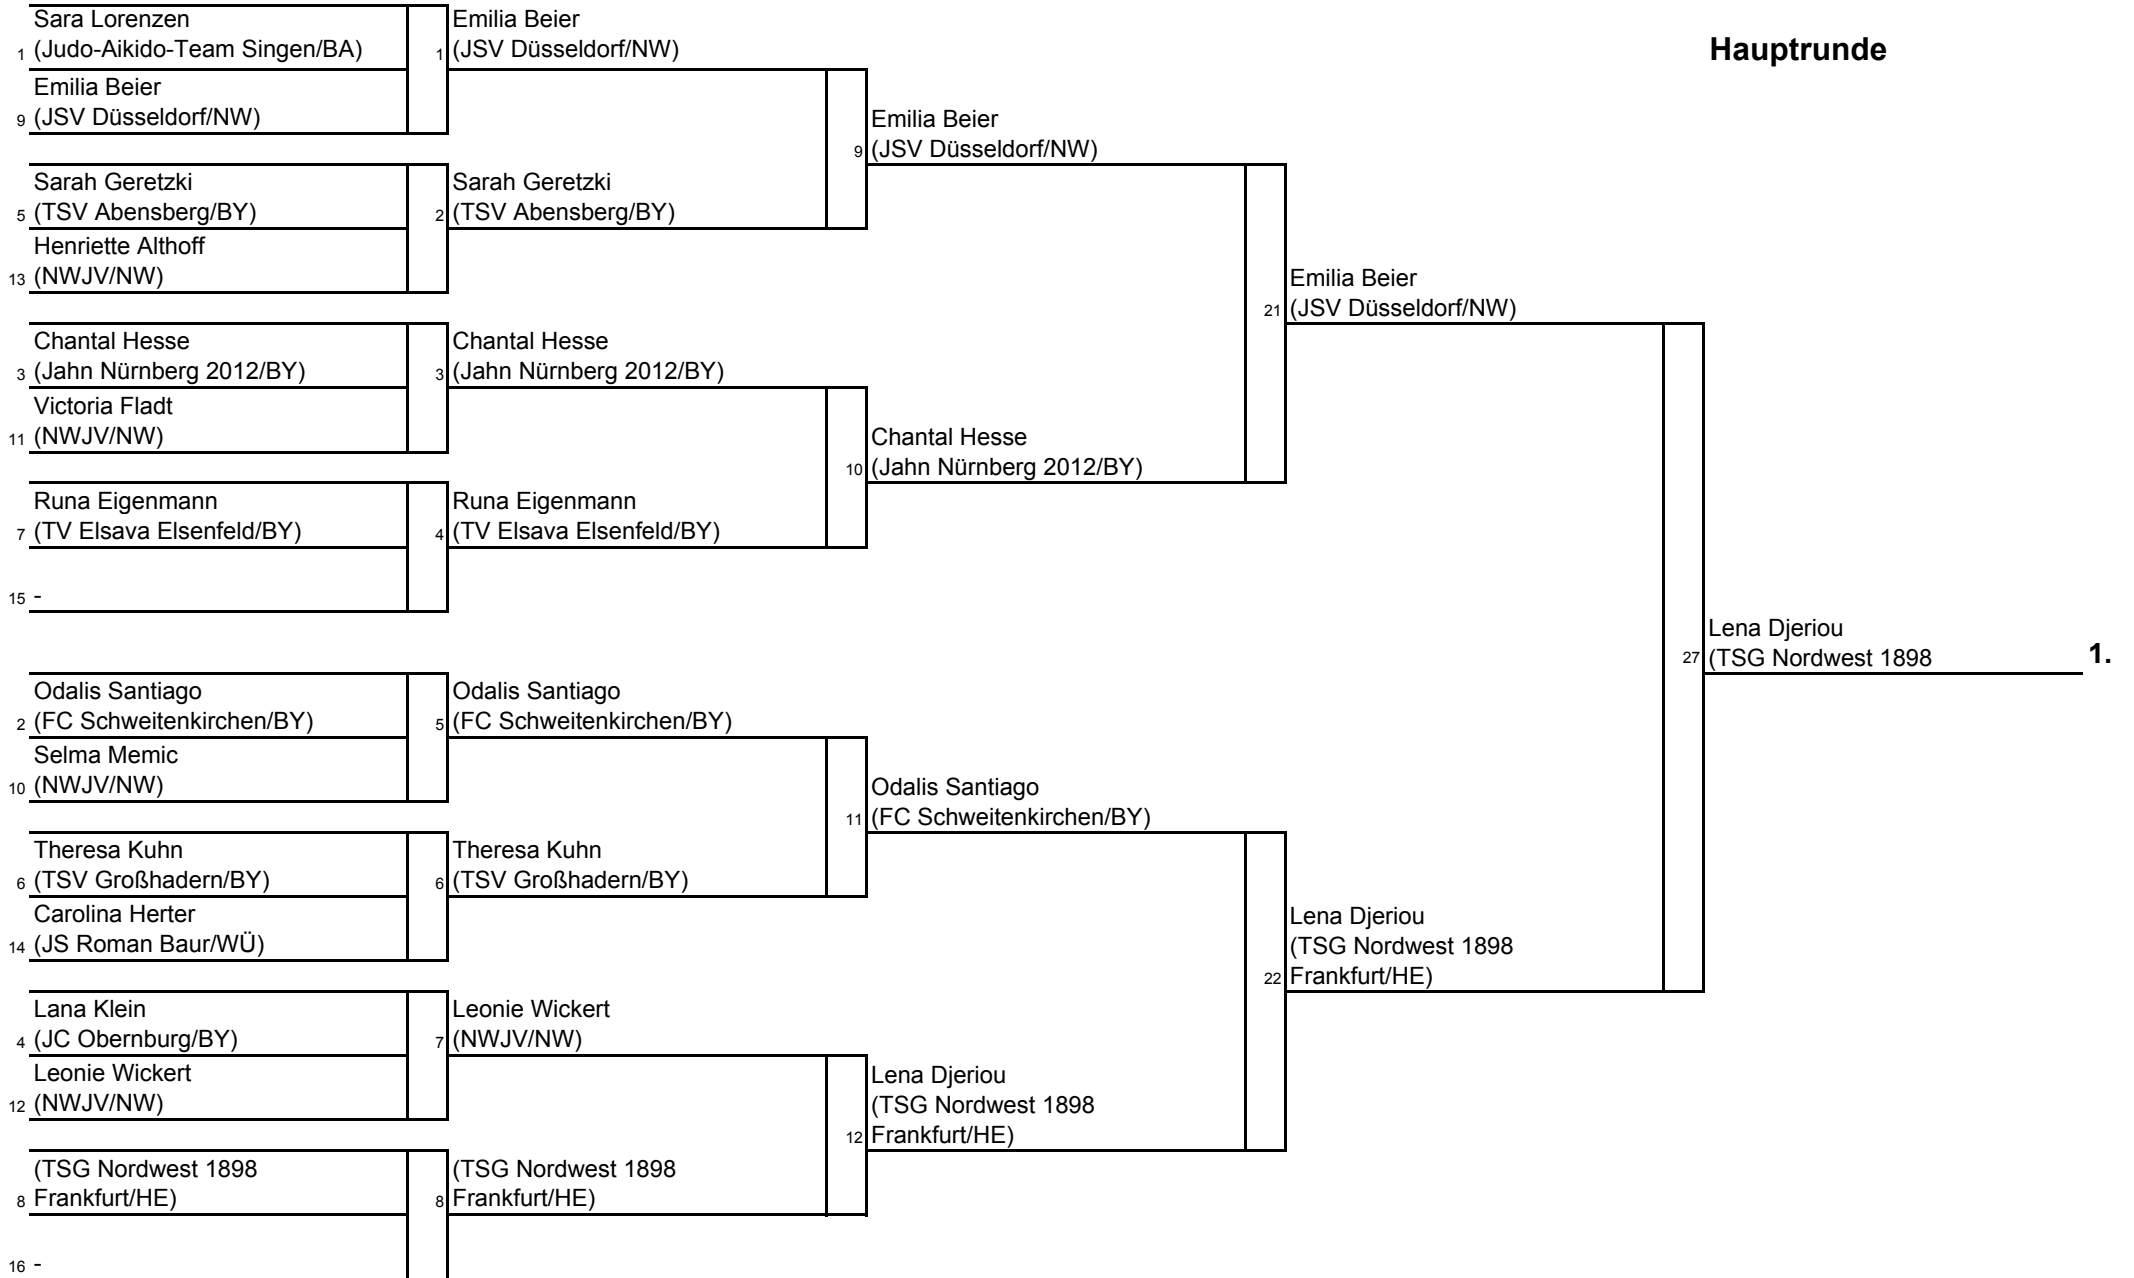 Hauptrunde
Sara Lorenzen
1 (Judo-Aikido-Team Singen/BA)
Emilia Beier
9 (JSV Düsseldorf/NW)
Sarah Geretzki
5 (TSV Abensberg/BY)
Henriette Althoff
13 (NWJV/NW)
Chantal Hesse
3 (Jahn Nürnberg 2012/BY)
Victoria Fladt
11 (NWJV/NW)
Runa Eigenmann
7 (TV Elsava Elsenfeld/BY)
15 -
Odalis Santiago
2 (FC Schweitenkirchen/BY)
Selma Memic
10 (NWJV/NW)
Theresa Kuhn
6 (TSV Großhadern/BY)
Carolina Herter
14 (JS Roman Baur/WÜ)
Lana Klein
4 (JC Obernburg/BY)
Leonie Wickert
12 (NWJV/NW)
(TSG Nordwest 1898
8 Frankfurt/HE)
16 -
Emilia Beier
1 (JSV Düsseldorf/NW)
Sarah Geretzki
2 (TSV Abensberg/BY)
Chantal Hesse
3 (Jahn Nürnberg 2012/BY)
Runa Eigenmann
4 (TV Elsava Elsenfeld/BY)
Odalis Santiago
5 (FC Schweitenkirchen/BY)
Theresa Kuhn
6 (TSV Großhadern/BY)
Leonie Wickert
7 (NWJV/NW)
(TSG Nordwest 1898
8 Frankfurt/HE)
Emilia Beier
9 (JSV Düsseldorf/NW)
Chantal Hesse
10 (Jahn Nürnberg 2012/BY)
Odalis Santiago
11 (FC Schweitenkirchen/BY)
Lena Djeriou
(TSG Nordwest 1898
12 Frankfurt/HE)
Emilia Beier
21 (JSV Düsseldorf/NW)
Lena Djeriou
(TSG Nordwest 1898
22 Frankfurt/HE)
Lena Djeriou
27 (TSG Nordwest 1898 1.